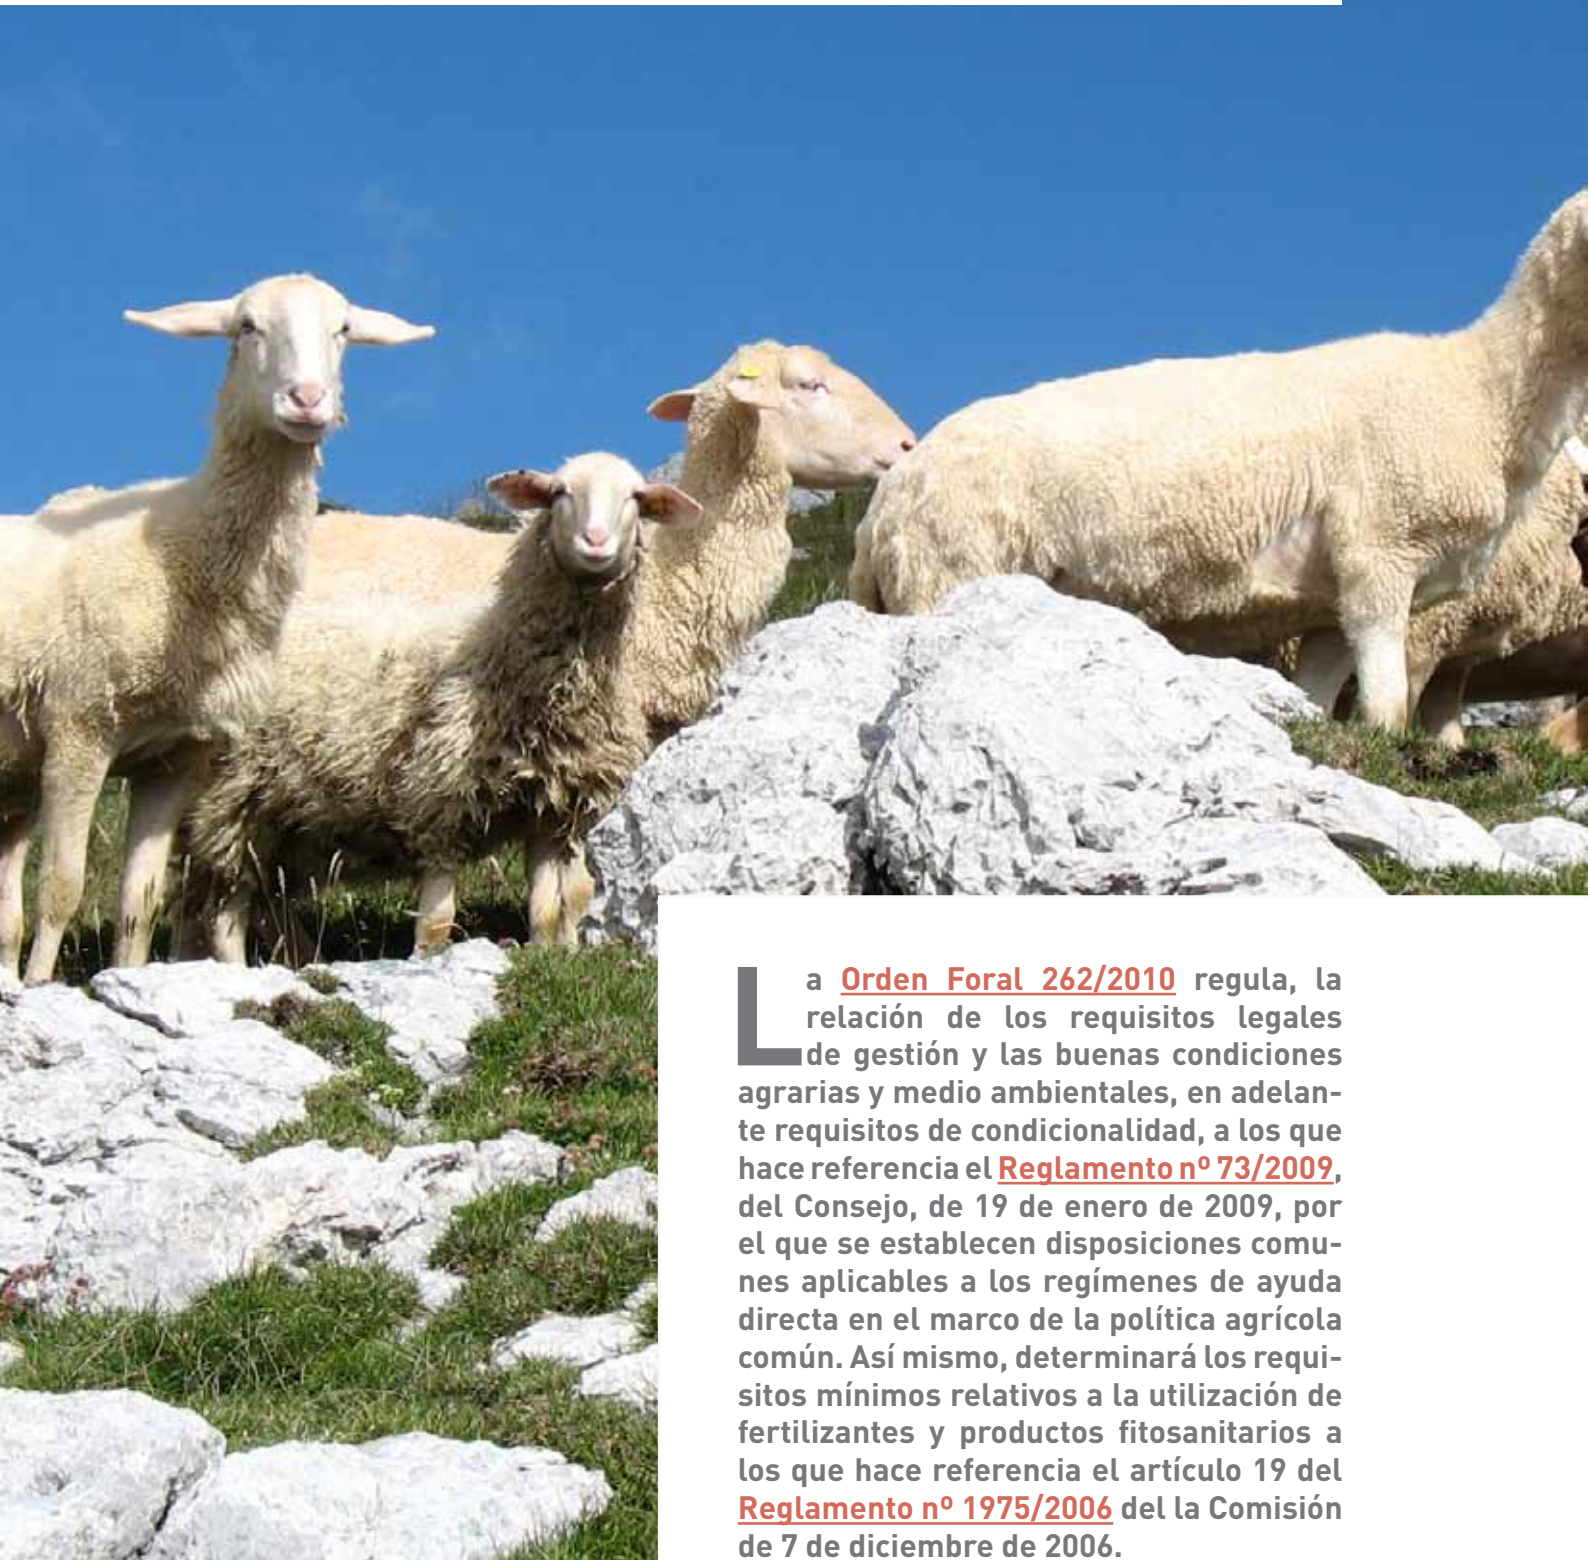 La Orden Foral 262/2010 regula, la
relación de los requisitos legales
de gestión y las buenas condiciones
agrarias y medio ambientales, en adelan-
te requisitos de condicionalidad, a los que
hace referencia el Reglamento nº 73/2009,
del Consejo, de 19 de enero de 2009, por
el que se establecen disposiciones comu-
nes aplicables a los regímenes de ayuda
directa en el marco de la política agrícola
común. Así mismo, determinará los requi-
sitos mínimos relativos a la utilización de
fertilizantes y productos fitosanitarios a
los que hace referencia el artículo 19 del
Reglamento nº 1975/2006 del la Comisión
de 7 de diciembre de 2006.